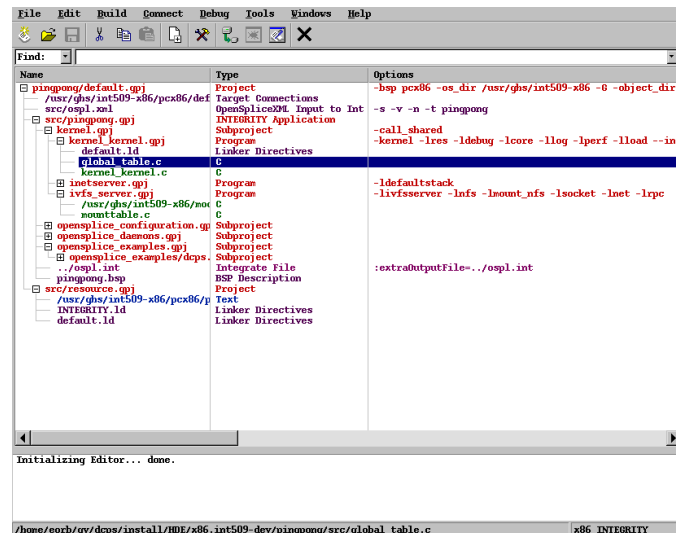 File Edit Build Connect Debug Tools Windows Help
Find:
Name Type Options
pingpong/default.gpj Project -bsp pcx86 -os_dir /usr/ghs/int509-x86 -G -object_dir
/usr/ghs/int509-x86/pcx86/def Target Connections
src/ospl.xml OpenSpliceXML Input to Int -s -v -n -t pingpong
src/pingpong.gpj INTEGRITY Application
kernel.gpj Subproject -call_shared
kernel_kernel.gpj Program -kernel -lres -ldebug -lcore -llog -lperf -lload --in
default.ld Linker Directives
global_table.c C
kernel_kernel.c C
inetserver.gpj Program -ldefaultstack
ivfs_server.gpj Program -livfsserver -lnfs -lmount_nfs -lsocket -lnet -lrpc
/usr/ghs/int509-x86/mod C
mounttable.c C
opensplice_configuration.gp Subproject
opensplice_daemons.gpj Subproject
opensplice_examples.gpj Subproject
opensplice_examples/dcps. Subproject
../ospl.int Integrate File :extraOutputFile=../ospl.int
pingpong.bsp BSP Description
src/resource.gpj Project
/usr/ghs/int509-x86/pcx86/p Text
INTEGRITY.ld Linker Directives
default.ld Linker Directives
Initializing Editor... done.
/home/eorb/gv/dcps/install/HDE/x86.int509-dev/pingpong/src/global_table.c x86 INTEGRITY